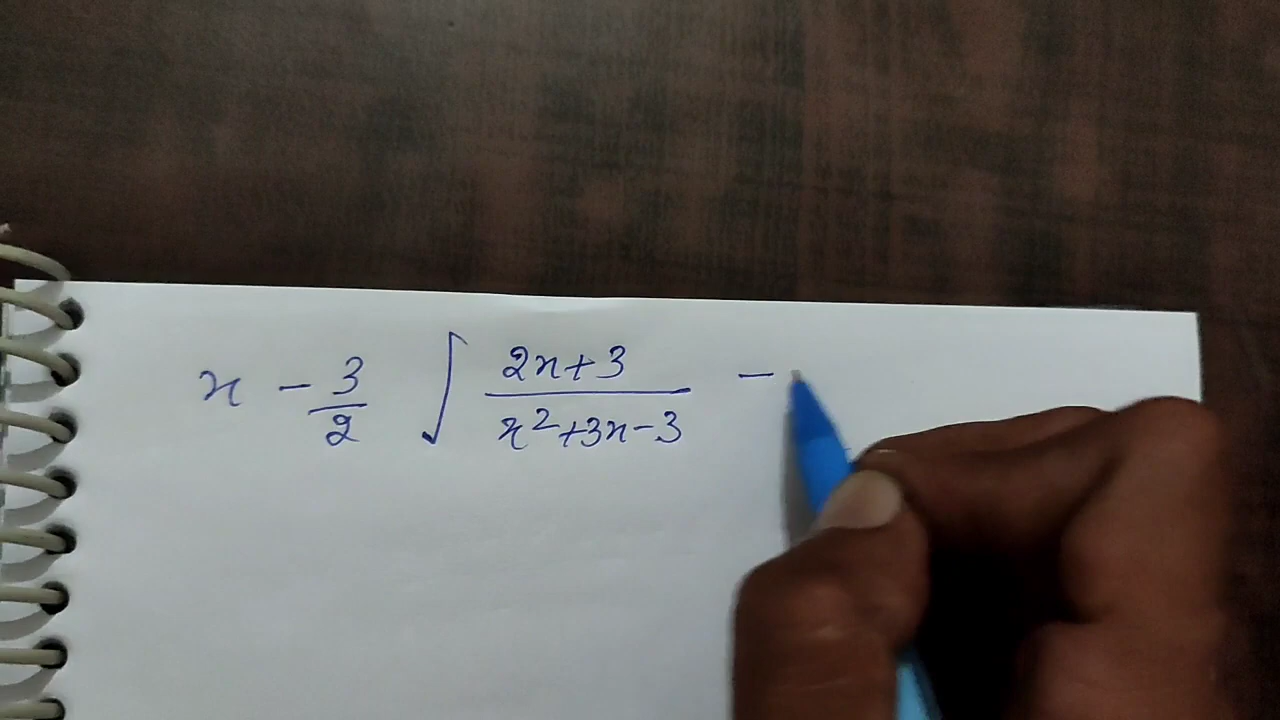 x - 3/2 ∫ (2x+3)/(x²+3x-3) -